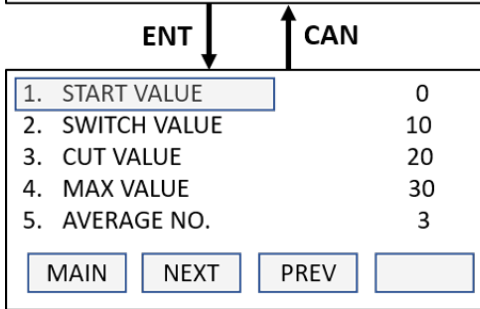 ENT CAN
1. START VALUE 0
2. SWITCH VALUE 10
3. CUT VALUE 20
4. MAX VALUE 30
5. AVERAGE NO. 3
MAIN NEXT PREV